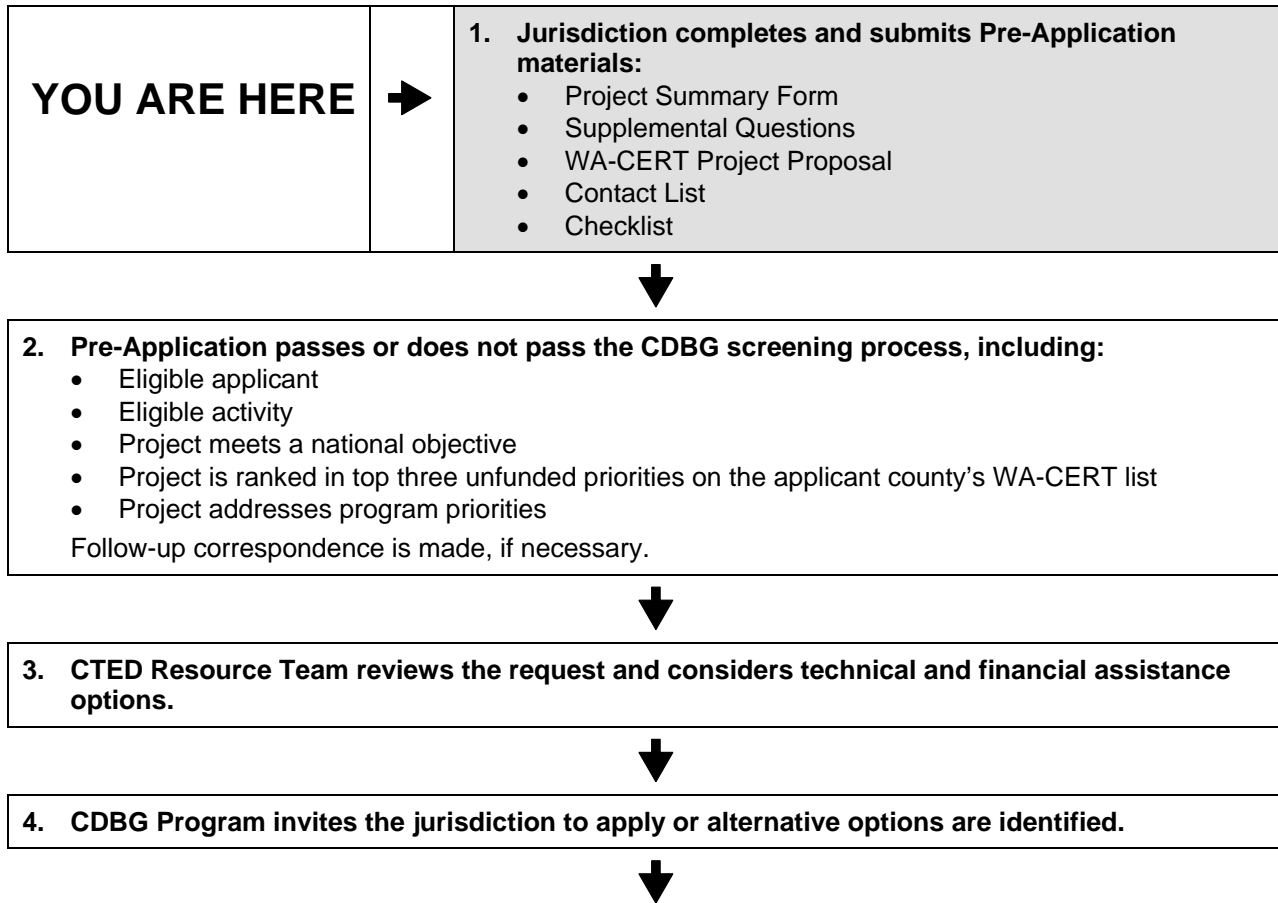 YOU ARE HERE
1. Jurisdiction completes and submits Pre-Application
materials:
• Project Summary Form
• Supplemental Questions
• WA-CERT Project Proposal
• Contact List
• Checklist
2. Pre-Application passes or does not pass the CDBG screening process, including:
• Eligible applicant
• Eligible activity
• Project meets a national objective
• Project is ranked in top three unfunded priorities on the applicant county's WA-CERT list
• Project addresses program priorities
Follow-up correspondence is made, if necessary.
3. CTED Resource Team reviews the request and considers technical and financial assistance
options.
4. CDBG Program invites the jurisdiction to apply or alternative options are identified.